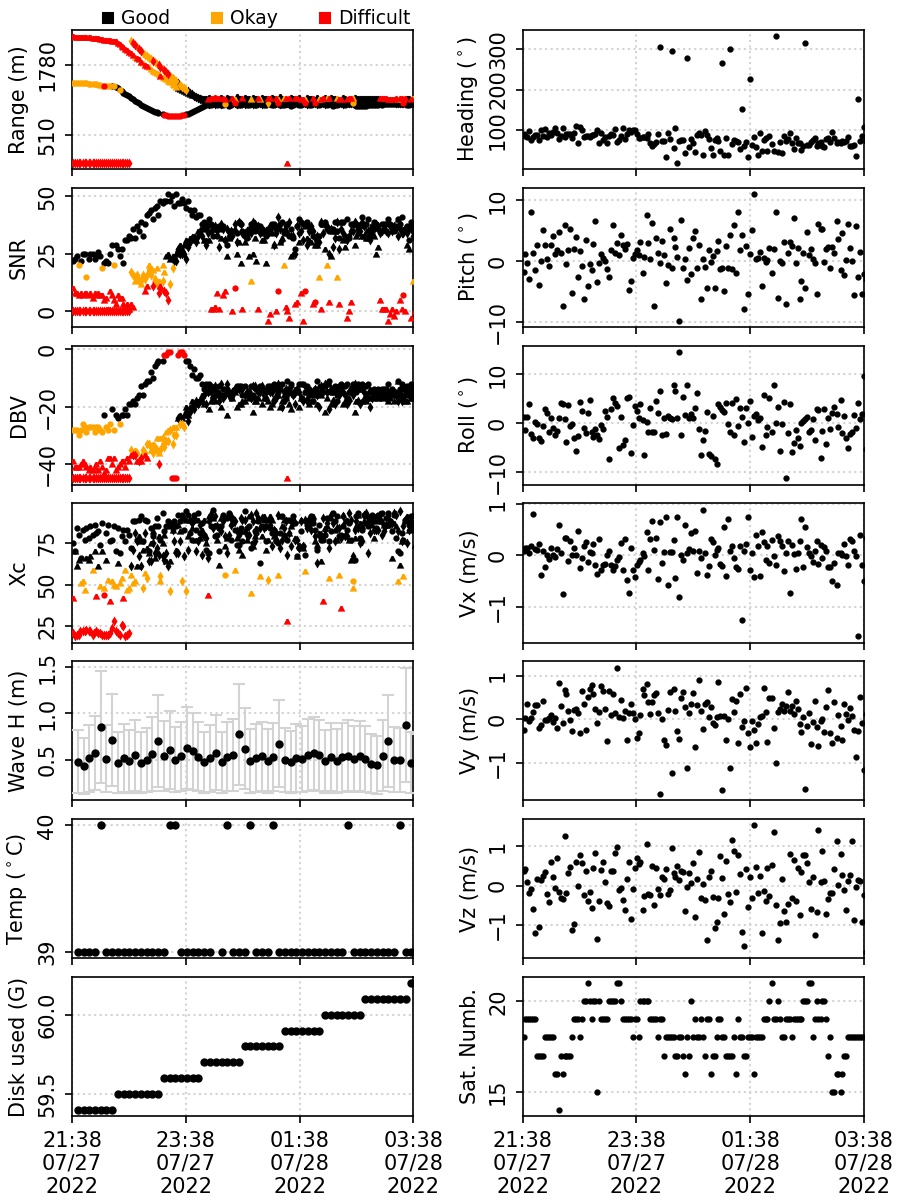 Good Okay Difficult
Range (m)
1780
510
Heading (°)
300
200
100
SNR
50
25
0
Pitch (°)
10
0
−10
DBV
0
−20
−40
Roll (°)
10
0
−10
Xc
75
50
25
Vx (m/s)
1
0
−1
Wave H (m)
1.5
1.0
0.5
Vy (m/s)
1
0
−1
Temp (°C)
40
39
Vz (m/s)
1
0
−1
Disk used (G)
60.0
59.5
Sat. Numb.
20
15
21:38 23:38 01:38 03:38
07/27 07/27 07/28 07/28
2022 2022 2022 2022
21:38 23:38 01:38 03:38
07/27 07/27 07/28 07/28
2022 2022 2022 2022